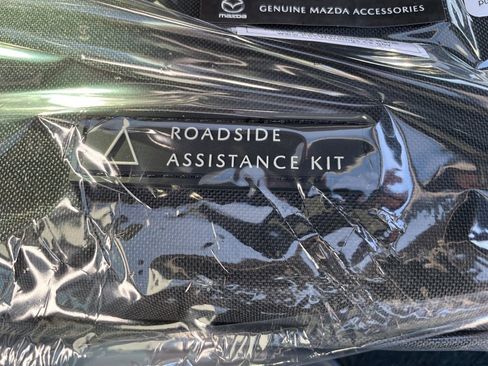 mazda
GENUINE MAZDA ACCESSORIES
ROADSIDE
ASSISTANCE KIT